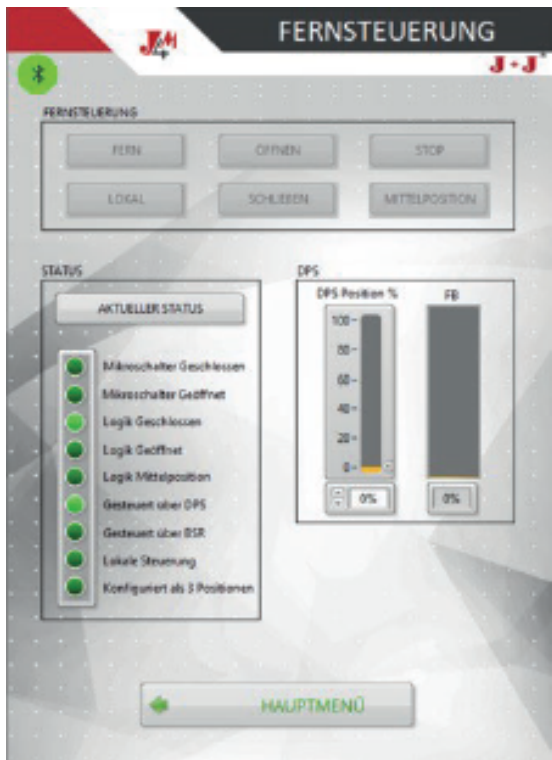 FERNSTEUERUNG
J+J
FERNSTEUERUNG
FERN
ÖFFNEN
STOP
LOKAL
SCHLIEßEN
MITTELPOSITION
STATUS
AKTUELLER STATUS
Mikroschalter Geschlossen
Mikroschalter Geöffnet
Logik Geschlossen
Logik Geöffnet
Logik Mittelposition
Gesteuert über DPS
Gesteuert über BSR
Lokale Steuerung
Konfiguriert als 3 Positionen
DPS
DPS Position %
FB
100
80
60
40
20
0
0%
0%
HAUPTMENÜ